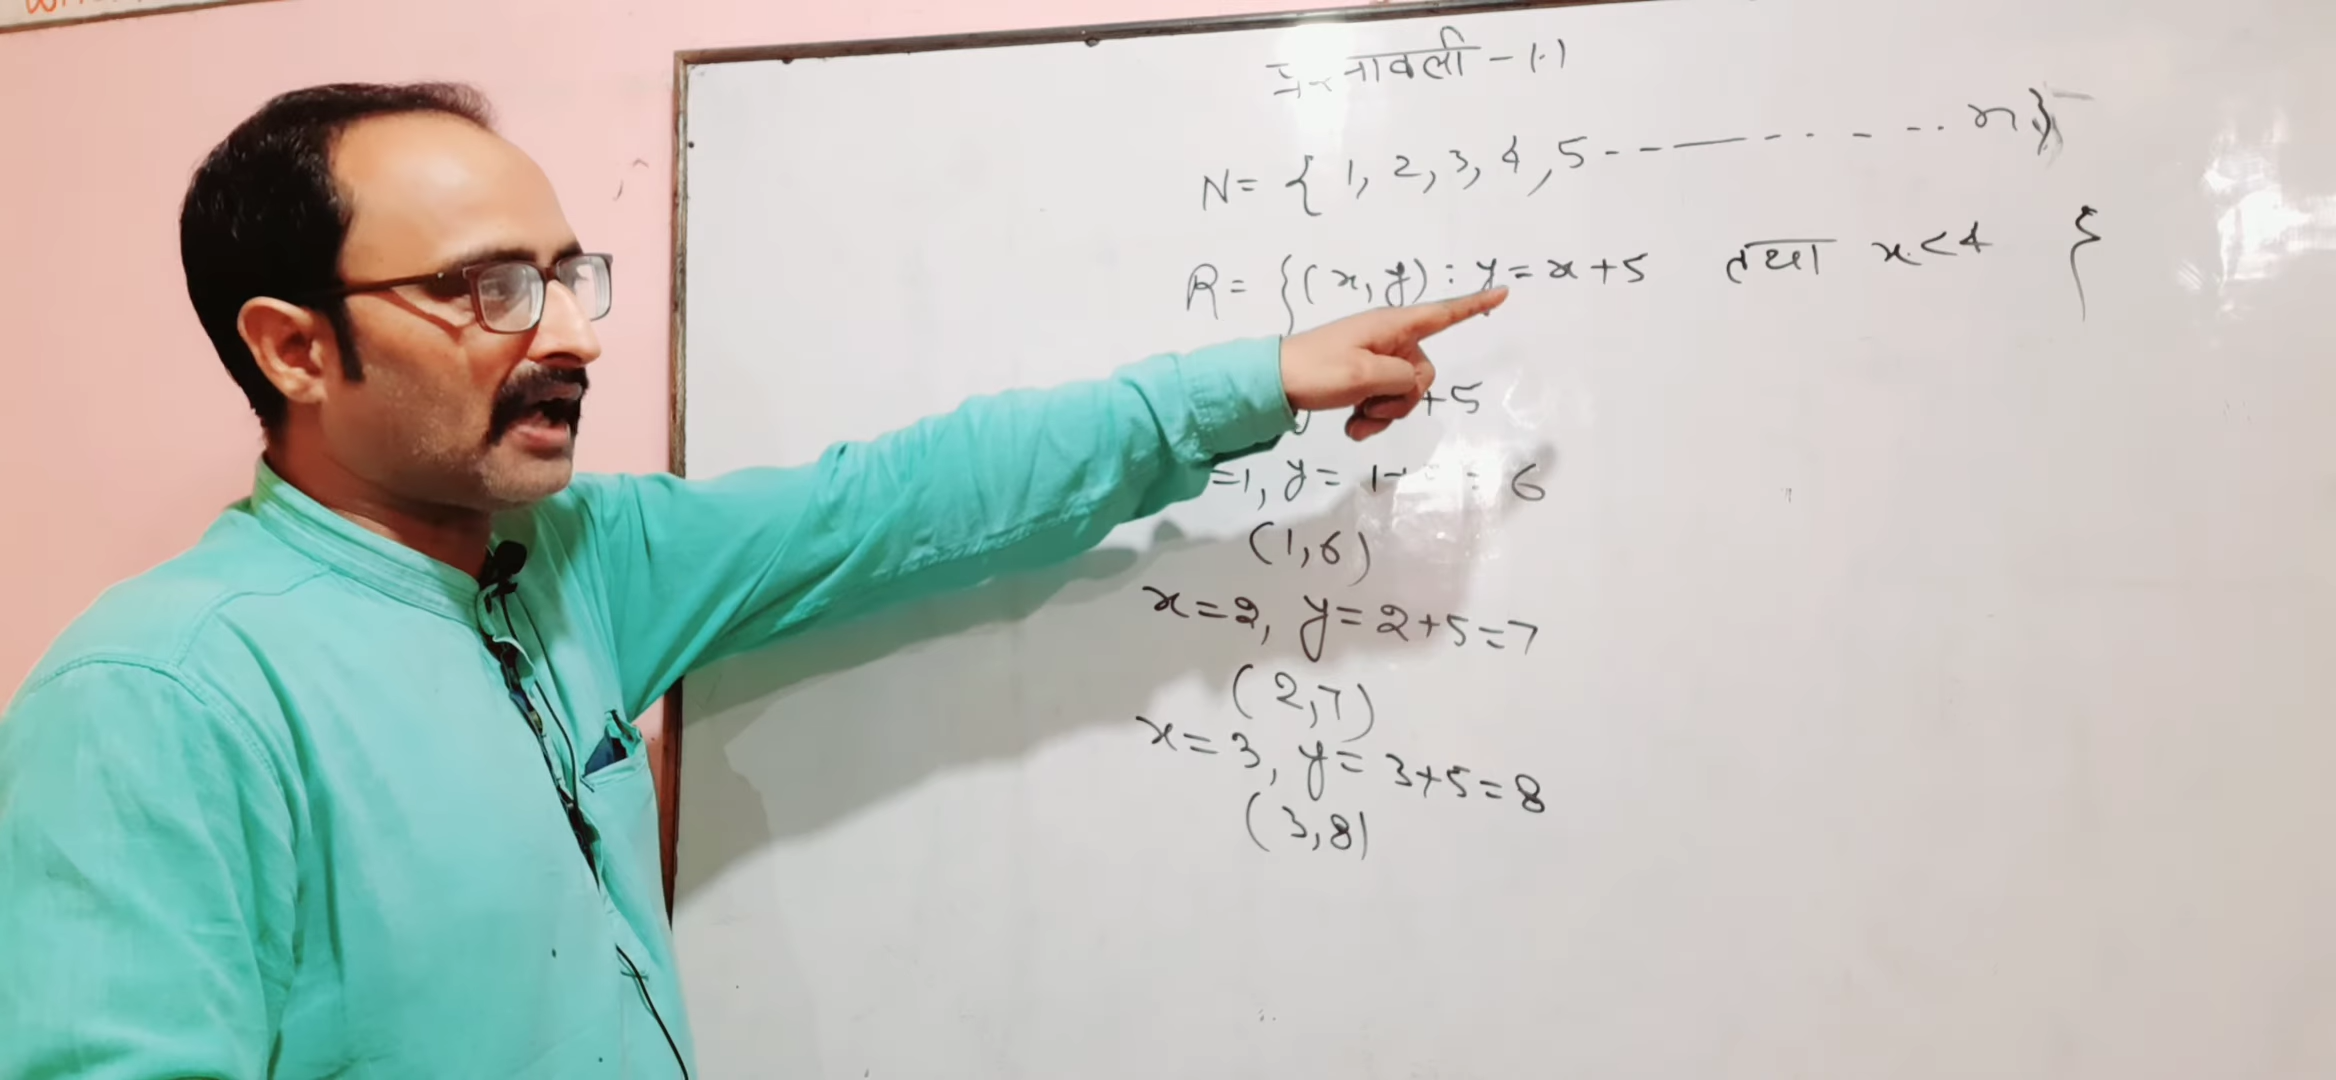 प्रश्नावली - 1.1
N = { 1, 2, 3, 4, 5 - - — - - - - - n }
R = { (x, y) : y = x + 5 तथा x < 4 }
+5
=1, y = 1+ = 6
(1,6)
x=2, y=2+5=7
(2,7)
x=3, y=3+5=8
(3,8)